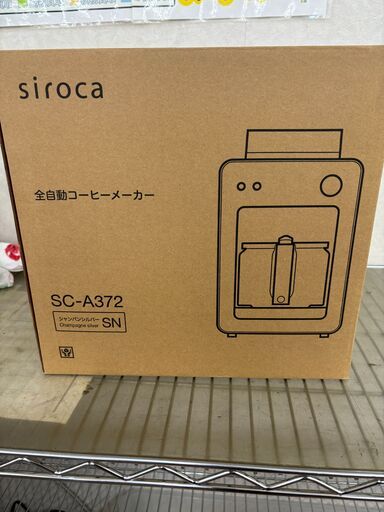 siroca
全自動コーヒーメーカー
SC-A372
シャンパンシルバー
Champagne silver
SN